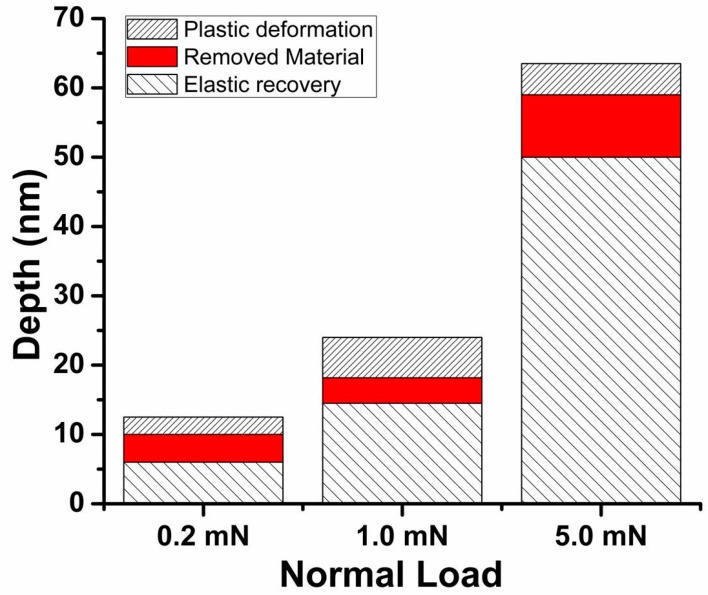 70
60
50
40
30
20
10
0
Depth (nm)
Plastic deformation
Removed Material
Elastic recovery
0.2 mN
1.0 mN
5.0 mN
Normal Load